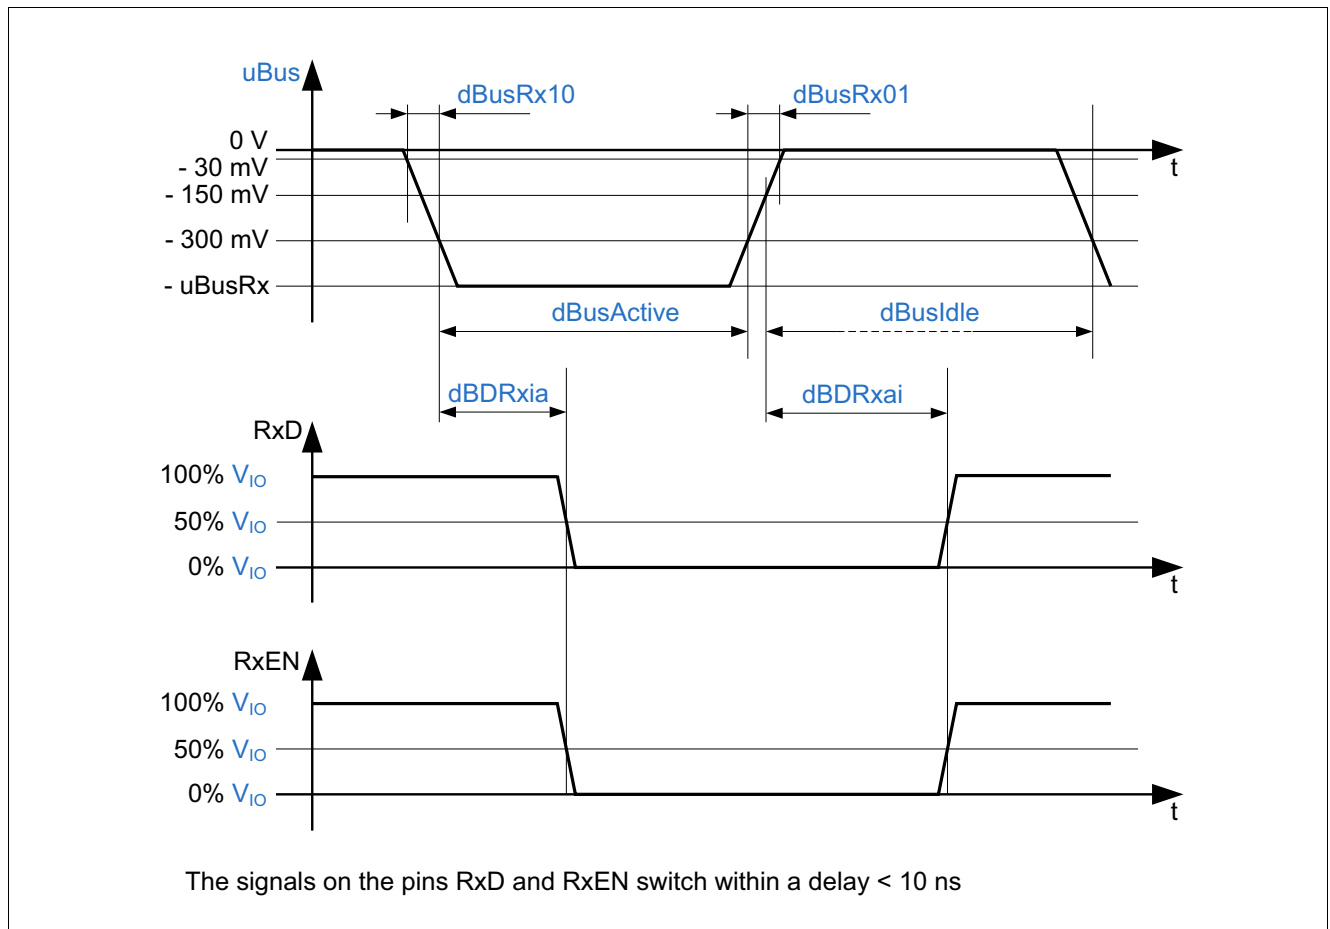 uBus
dBusRx10
dBusRx01
0 V
- 30 mV
- 150 mV
- 300 mV
- uBusRx
t
dBusActive
dBusIdle
dBDRxia
dBDRxai
RxD
100% VIO
50% VIO
0% VIO
t
RxEN
100% VIO
50% VIO
0% VIO
t
The signals on the pins RxD and RxEN switch within a delay < 10 ns